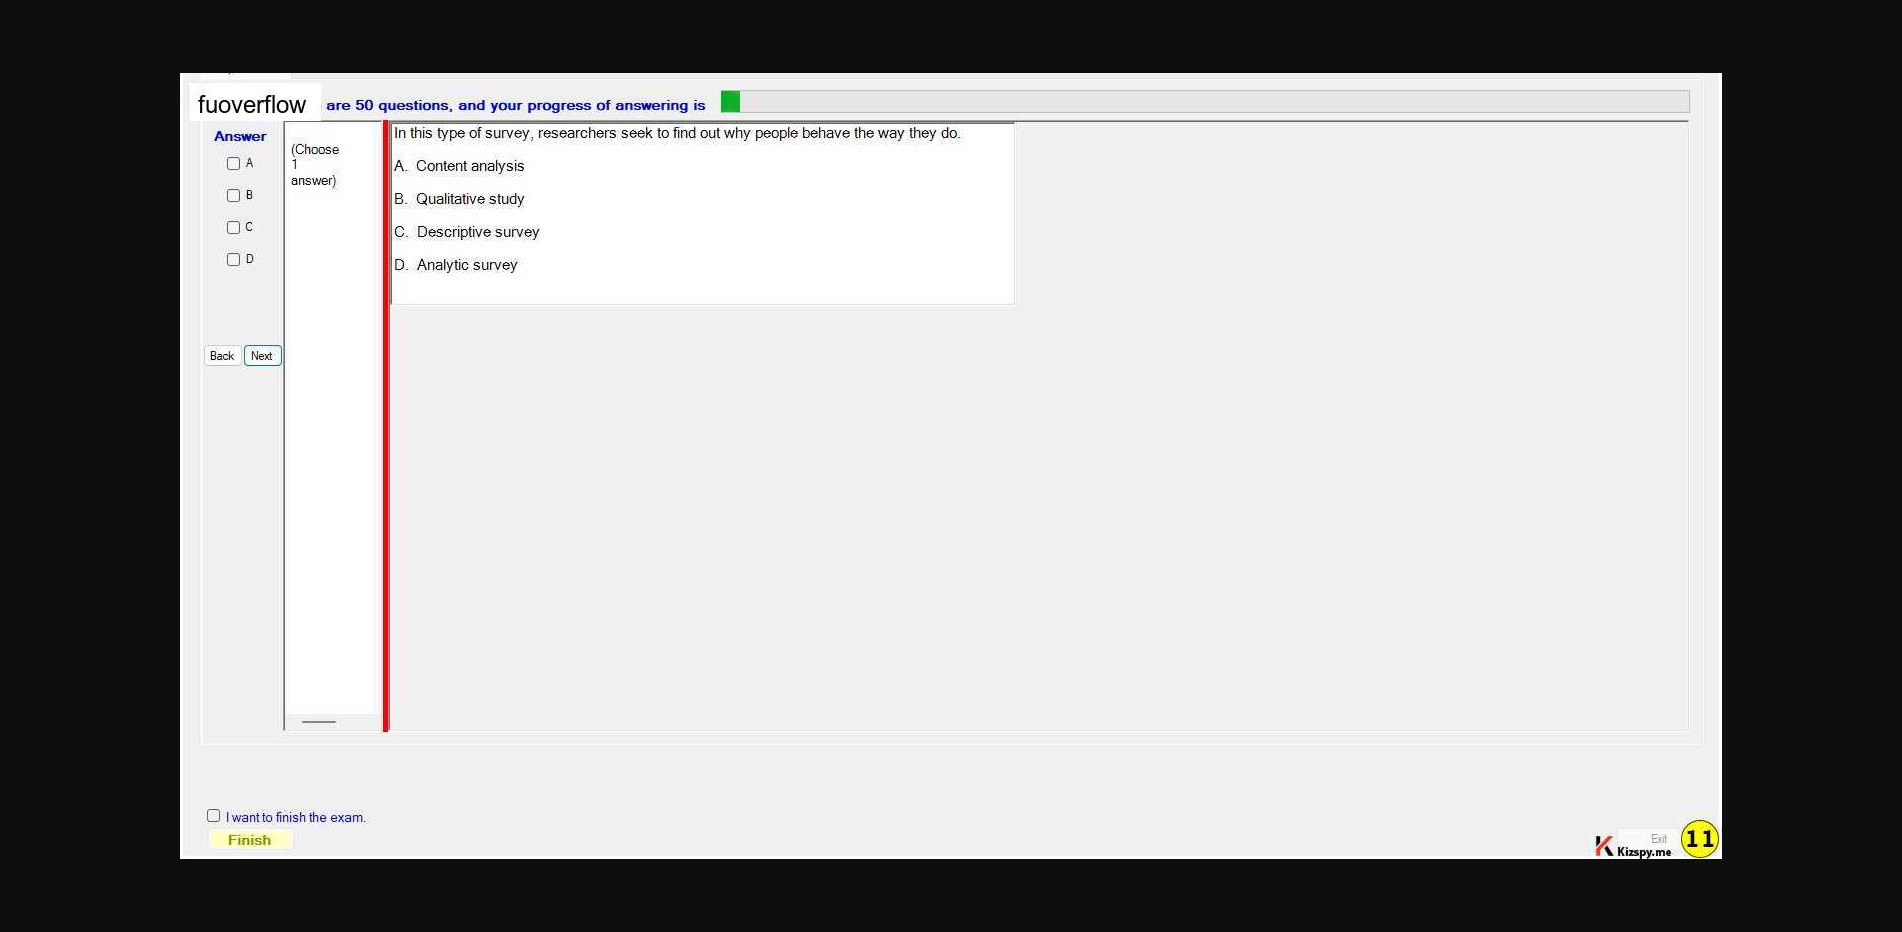 fuoverflow are 50 questions, and your progress of answering is
Answer
A
B
C
D
Back Next
(Choose
1
answer)
In this type of survey, researchers seek to find out why people behave the way they do.
A. Content analysis
B. Qualitative study
C. Descriptive survey
D. Analytic survey
I want to finish the exam.
Finish
Exit
Kizspy.me
11